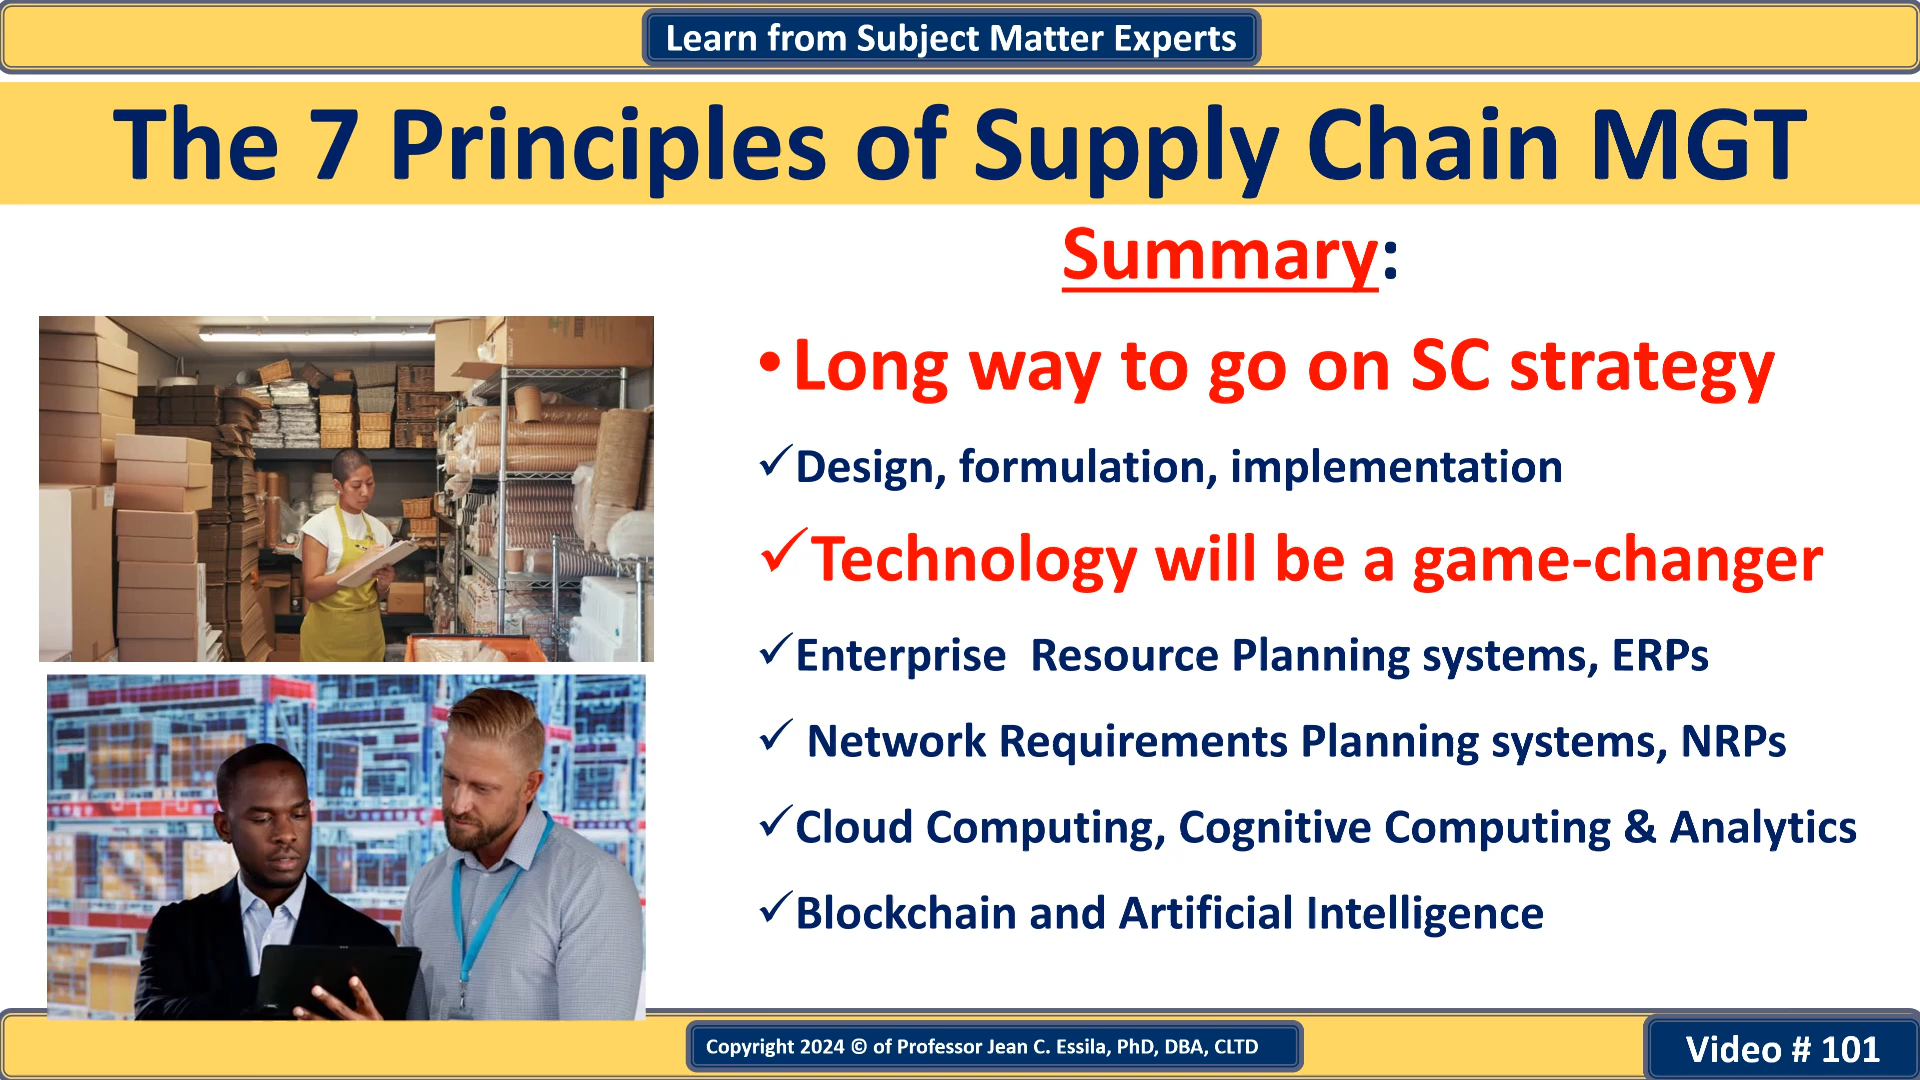 Learn from Subject Matter Experts
The 7 Principles of Supply Chain MGT
Summary:
•Long way to go on SC strategy
✓Design, formulation, implementation
✓Technology will be a game-changer
✓Enterprise  Resource Planning systems, ERPs
✓ Network Requirements Planning systems, NRPs
✓Cloud Computing, Cognitive Computing & Analytics
✓Blockchain and Artificial Intelligence
Copyright 2024 © of Professor Jean C. Essila, PhD, DBA, CLTD
Video # 101